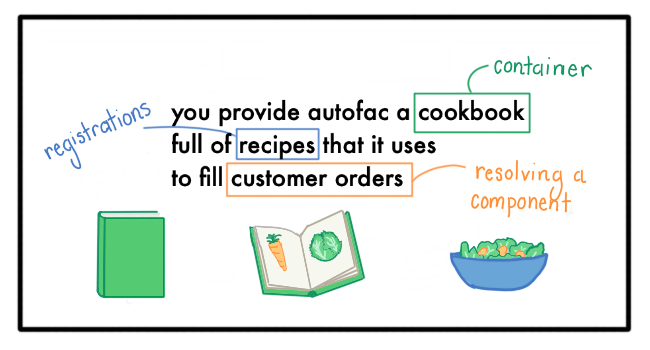 container
registrations
you provide autofac a cookbook
full of recipes that it uses
to fill customer orders
resolving a
component